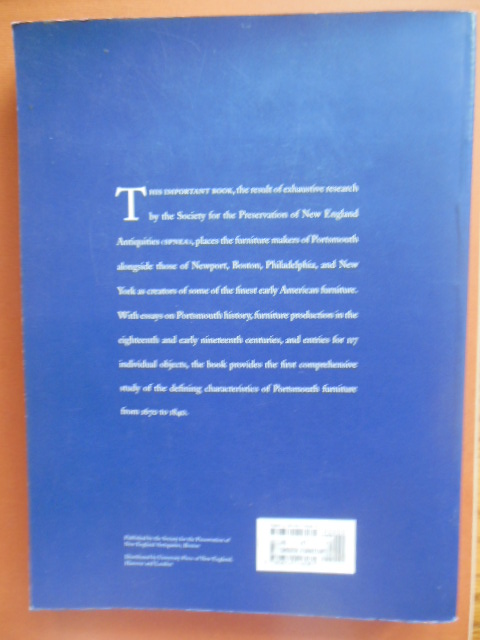 THIS IMPORTANT BOOK, the result of exhaustive research
by the Society for the Preservation of New England
Antiquities (SPNEA), places the furniture makers of Portsmouth
alongside those of Newport, Boston, Philadelphia, and New
York as creators of some of the finest early American furniture.
With essays on Portsmouth history, furniture production in the
eighteenth and early nineteenth centuries, and entries for 117
individual objects, the book provides the first comprehensive
study of the defining characteristics of Portsmouth furniture
from 1670 to 1840.
Published by the Society for the Preservation of
New England Antiquities, Boston
Distributed by University Press of New England,
Hanover and London